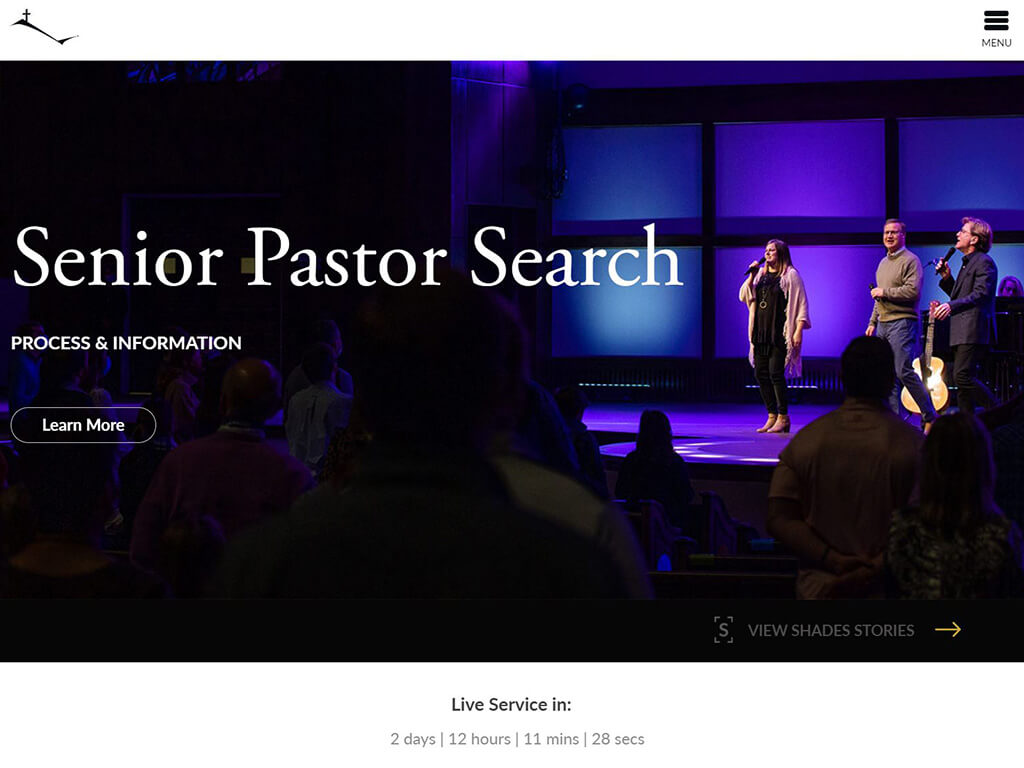 MENU
Senior Pastor Search
PROCESS & INFORMATION
Learn More
S VIEW SHADES STORIES
Live Service in:
2 days | 12 hours | 11 mins | 28 secs